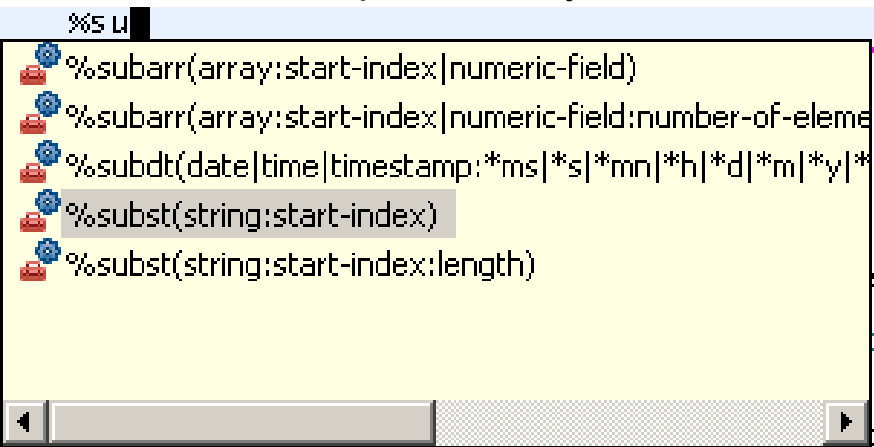 %su
%subarr(array:start-index|numeric-field)
%subarr(array:start-index|numeric-field:number-of-eleme
%subdt(date|time|timestamp:*ms|*s|*mn|*h|*d|*m|*y|*
%subst(string:start-index)
%subst(string:start-index:length)